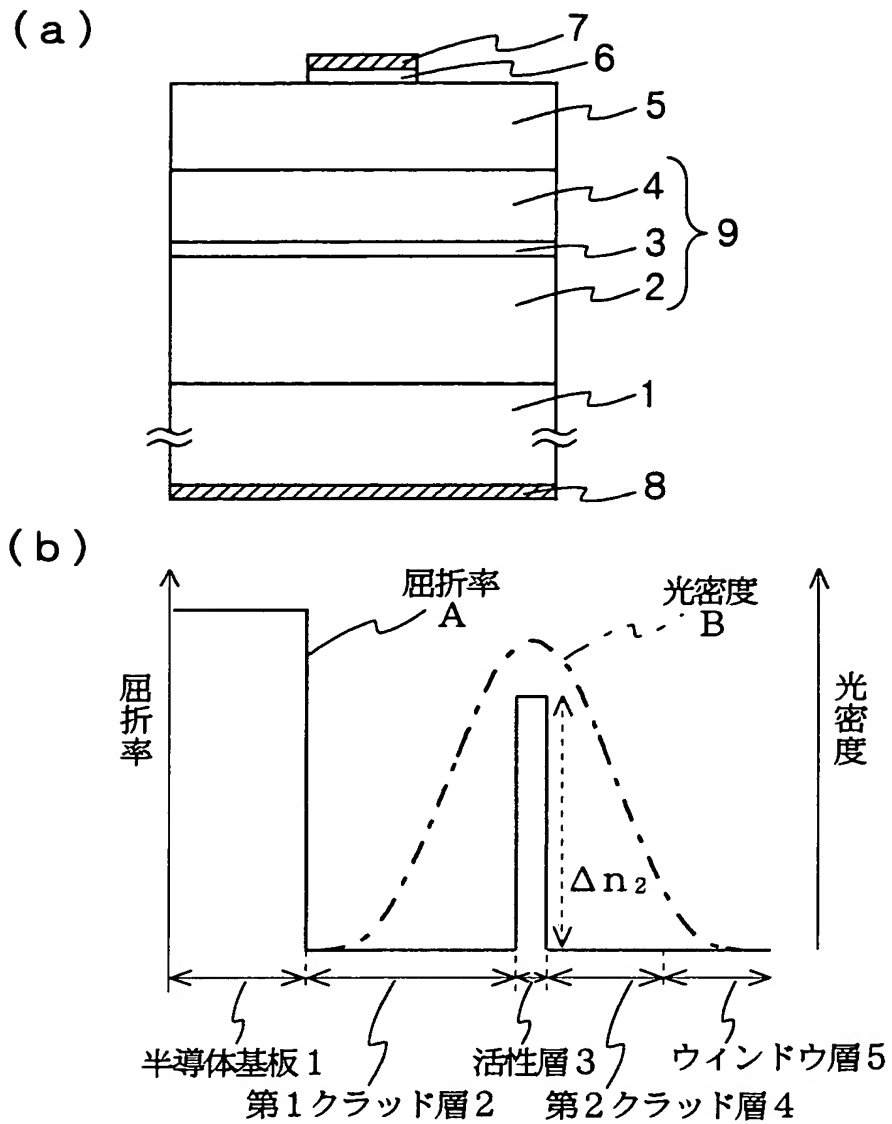 (a)
7
6
5
4
3
9
2
1
8
(b)
屈折率
A
光密度
B
屈折率
光密度
Δn₂
半導体基板1
活性層3
ウインドウ層5
第1クラッド層2
第2クラッド層4